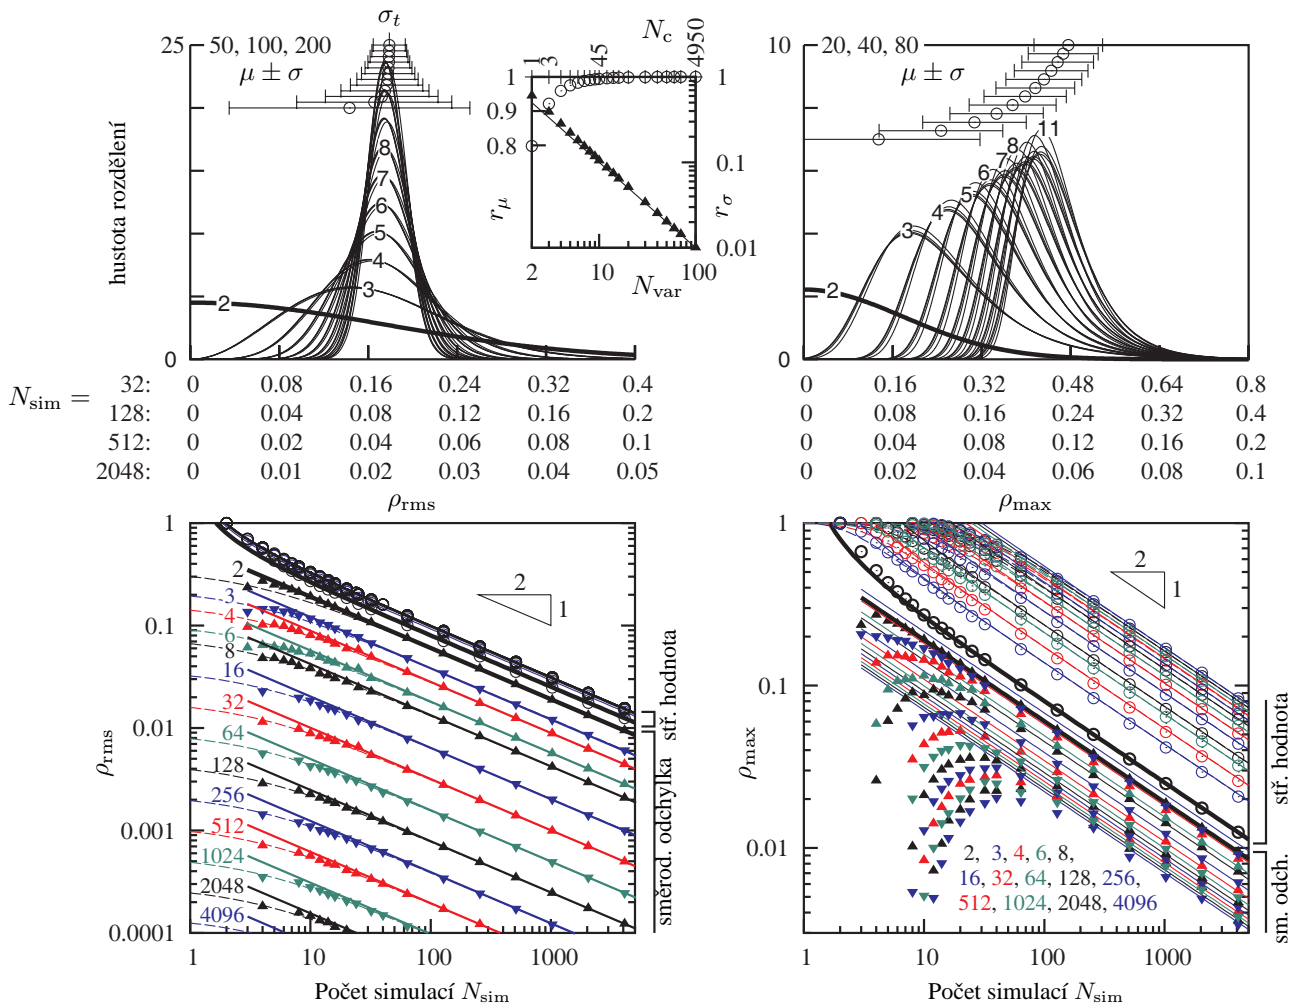 σt
25
50, 100, 200
μ ± σ
hustota rozdělení
8
7
6
5
4
3
2
0
Nc
1
3
45
4950
1
0.9
0.8
rμ
1
0.1
0.01
rσ
2
10
100
Nvar
10
20, 40, 80
μ ± σ
11
8
7
6
5
4
3
2
0
Nsim =
32: 0 0.08 0.16 0.24 0.32 0.4 0 0.16 0.32 0.48 0.64 0.8
128: 0 0.04 0.08 0.12 0.16 0.2 0 0.08 0.16 0.24 0.32 0.4
512: 0 0.02 0.04 0.06 0.08 0.1 0 0.04 0.08 0.12 0.16 0.2
2048: 0 0.01 0.02 0.03 0.04 0.05 0 0.02 0.04 0.06 0.08 0.1
ρrms
ρmax
1
0.1
0.01
0.001
0.0001
ρrms
2
3
4
6
8
16
32
64
128
256
512
1024
2048
4096
2
1
stř. hodnota
směrod. odchylka
1 10 100 1000
Počet simulací Nsim
1
0.1
0.01
ρmax
2
1
2, 3, 4, 6, 8,
16, 32, 64, 128, 256,
512, 1024, 2048, 4096
stř. hodnota
sm. odch.
1 10 100 1000
Počet simulací Nsim